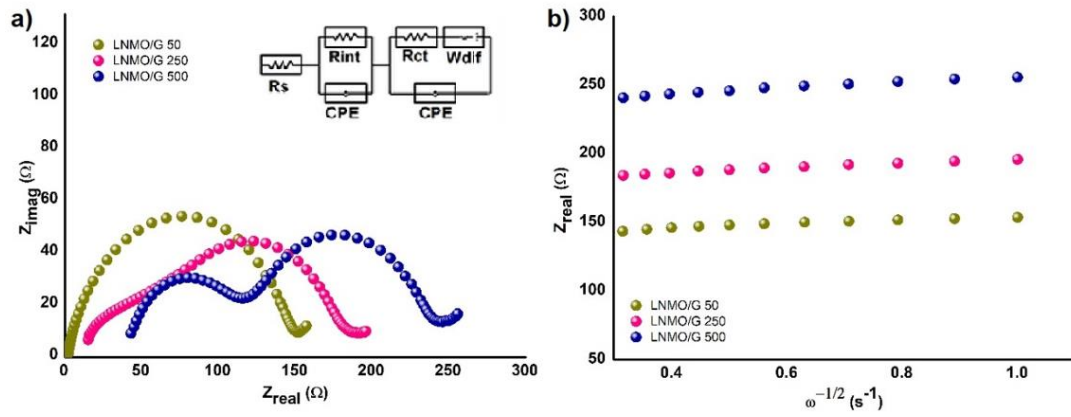 a)
120
100
80
60
40
20
0
Zimag (Ω)
LNMO/G 50
LNMO/G 250
LNMO/G 500
Rs
Rint
CPE
Rct
Wdif
CPE
0
50
100
150
200
250
300
Zreal (Ω)
b)
300
250
200
150
100
50
Zreal (Ω)
LNMO/G 50
LNMO/G 250
LNMO/G 500
0.4
0.6
0.8
1.0
ω⁻¹/² (s⁻¹)